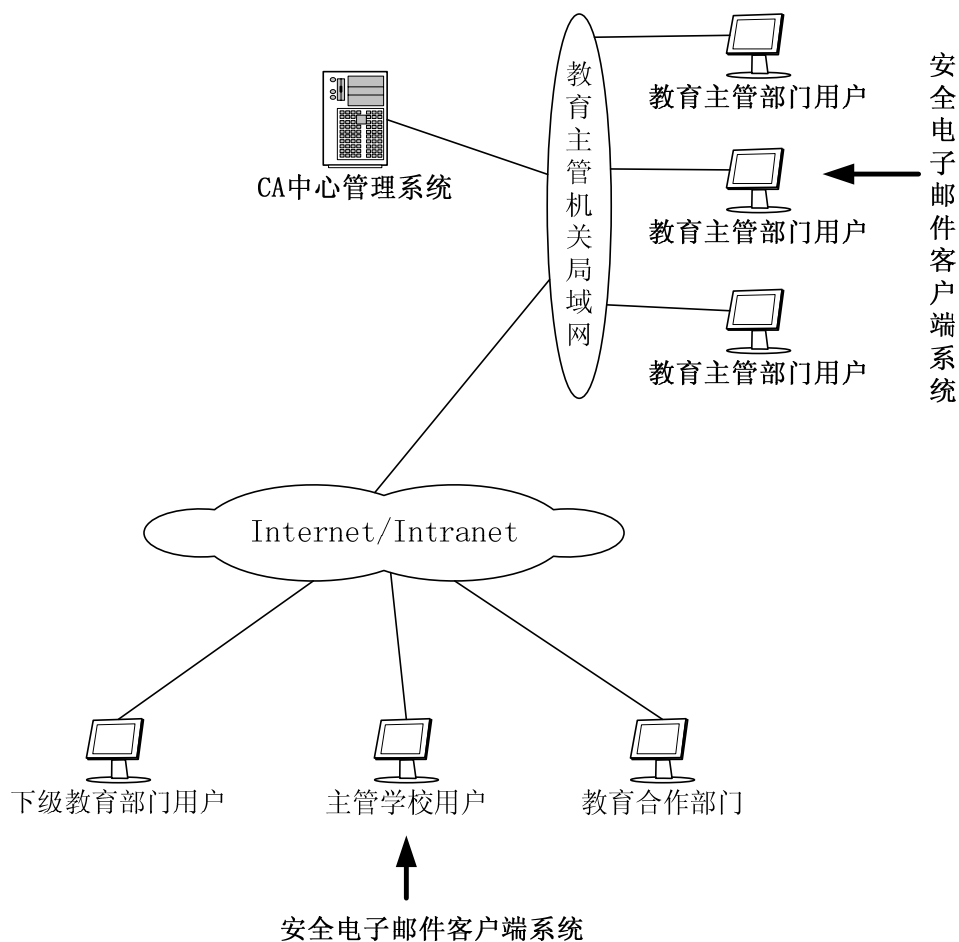 教育主管部门用户
安全电子邮件客户端系统
教育主管机关局域网
CA中心管理系统
教育主管部门用户
教育主管部门用户
Internet/Intranet
下级教育部门用户
主管学校用户
教育合作部门
安全电子邮件客户端系统